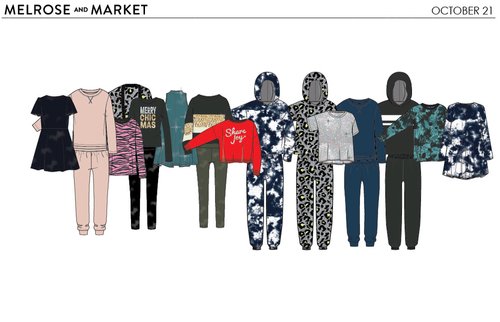 MELROSE AND MARKET
OCTOBER 21
MERRY
CHIC
MAS
Share
Joy